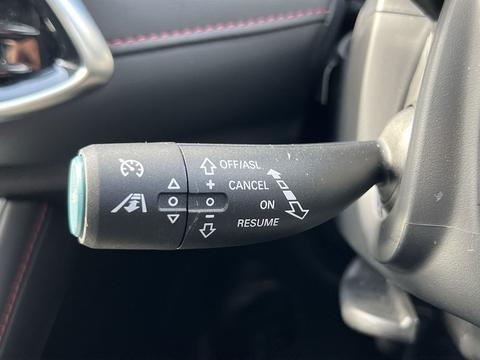 OFF/ASL
+ CANCEL
ON
− RESUME